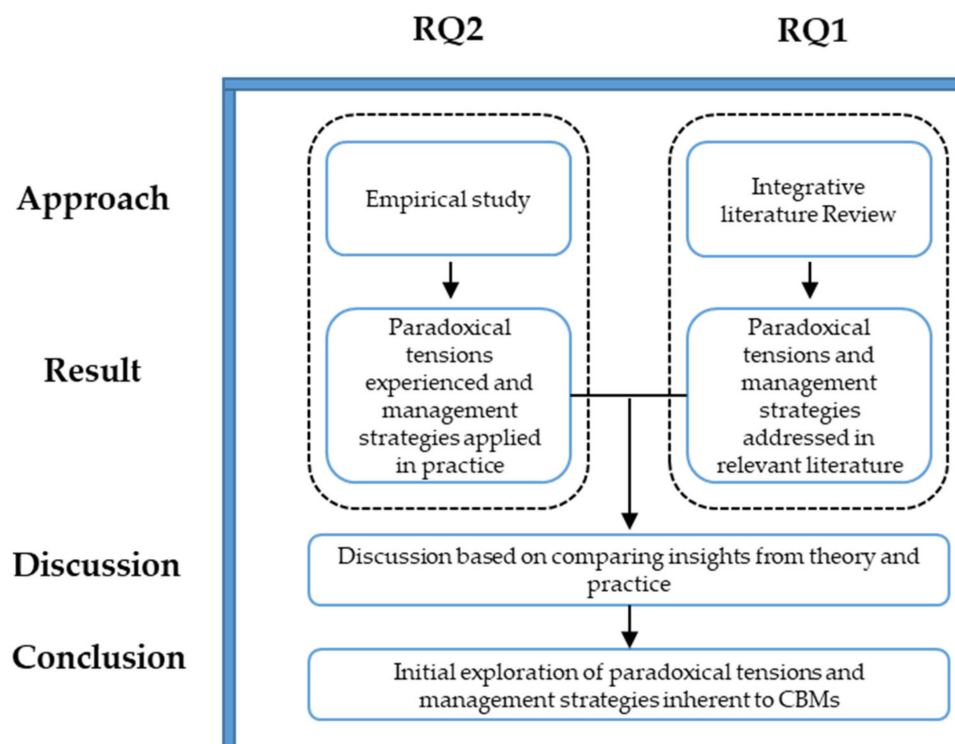 RQ2
RQ1
Approach
Empirical study
Integrative
literature Review
Result
Paradoxical
tensions
experienced and
management
strategies applied
in practice
Paradoxical
tensions and
management
strategies
addressed in
relevant literature
Discussion
Discussion based on comparing insights from theory and
practice
Conclusion
Initial exploration of paradoxical tensions and
management strategies inherent to CBMs